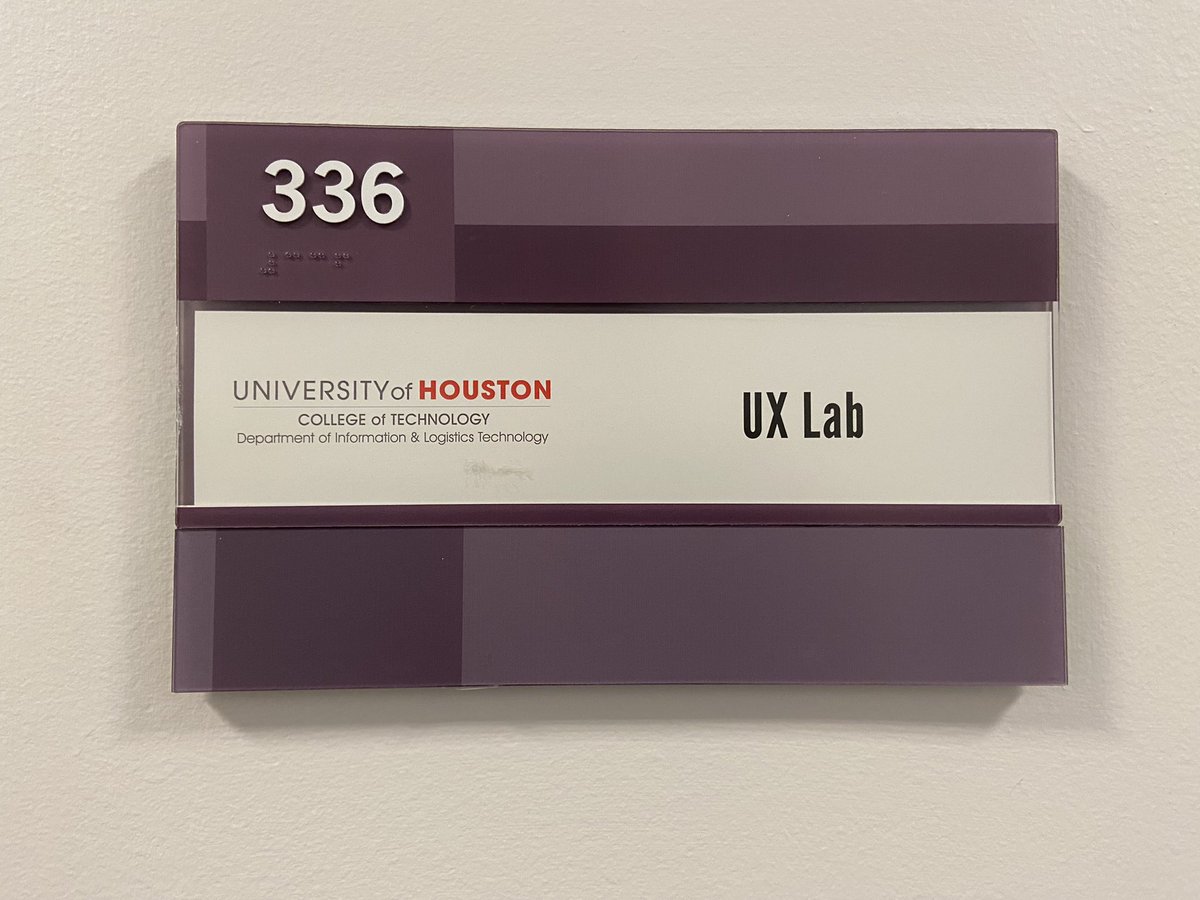 336
⠼⠉⠉⠋
UNIVERSITY of HOUSTON
COLLEGE of TECHNOLOGY
Department of Information & Logistics Technology
UX Lab